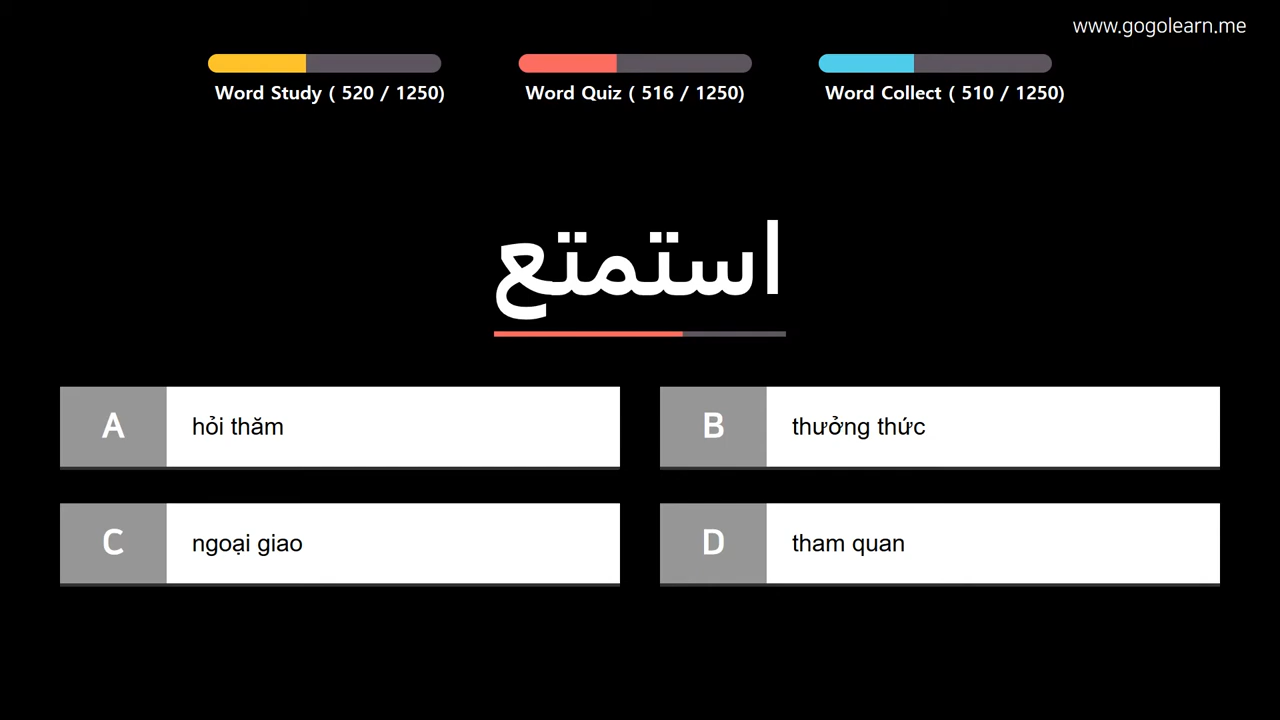 www.gogolearn.me
Word Study ( 520 / 1250)
Word Quiz ( 516 / 1250)
Word Collect ( 510 / 1250)
استمتع
A
hỏi thăm
B
thưởng thức
C
ngoại giao
D
tham quan